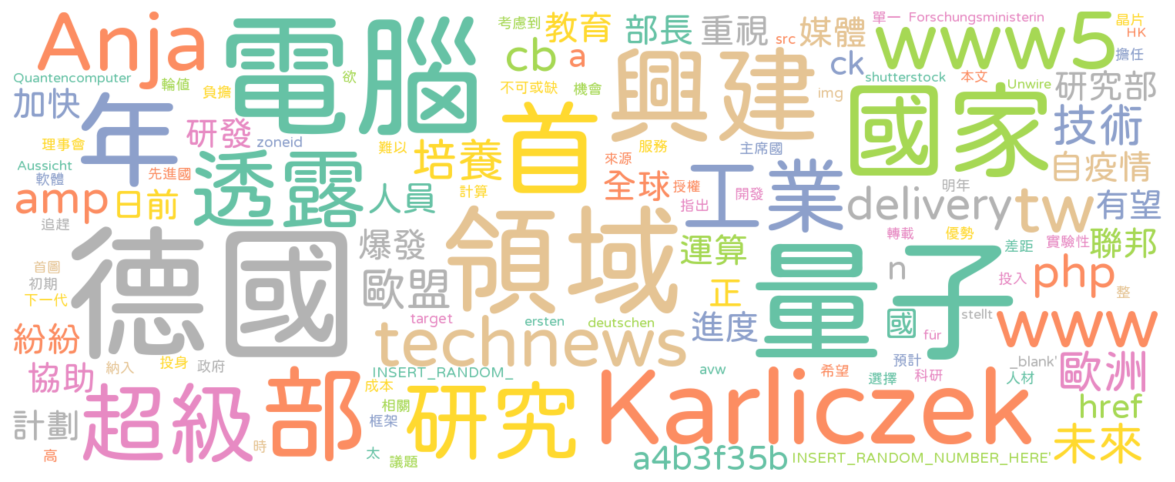 Anja
電腦
考慮到
教育
部長
重視
媒體
單一
Forschungsministerin
晶片
HK
cb
a
src
興建
www5
擔任
Quantencomputer
輪值
欲
不可或缺
機會
img
ck
shutterstock
本文
Unwire
研究部
加快
年
負擔
首
國家
研發
zoneid
難以
服務
主席國
技術
理事會
Aussicht
軟體
先進國
透露
培養
計算
來源
全球
授權
指出
開發
工業
自疫情
明年
amp
日前
人員
delivery
tw
有望
追趕
領域
轉載
優勢
差距
實驗性
聯邦
德國
爆發
運算
量子
首圖
初期
下一代
歐盟
正
n
投入
php
整
technews
target
ersten
deutschen
進度
國
für
stellt
www
紛紛
納入
投身
政府
INSERT_RANDOM_
avw
希望
預計
選擇
科研
_blank'
人材
歐洲
協助
超級
部
成本
相關
框架
研究
Karliczek
href
計劃
高
時
太
議題
a4b3f35b
INSERT_RANDOM_NUMBER_HERE'
未來